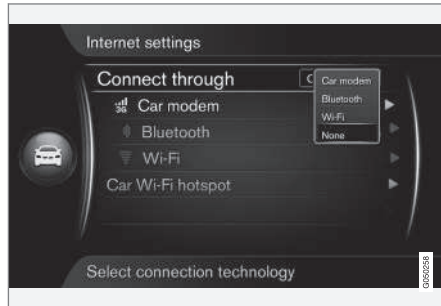 Internet settings
Connect through
Car modem
Bluetooth
Wi-Fi
None
3G Car modem
Bluetooth
Wi-Fi
Car Wi-Fi hotspot
Select connection technology
G050258